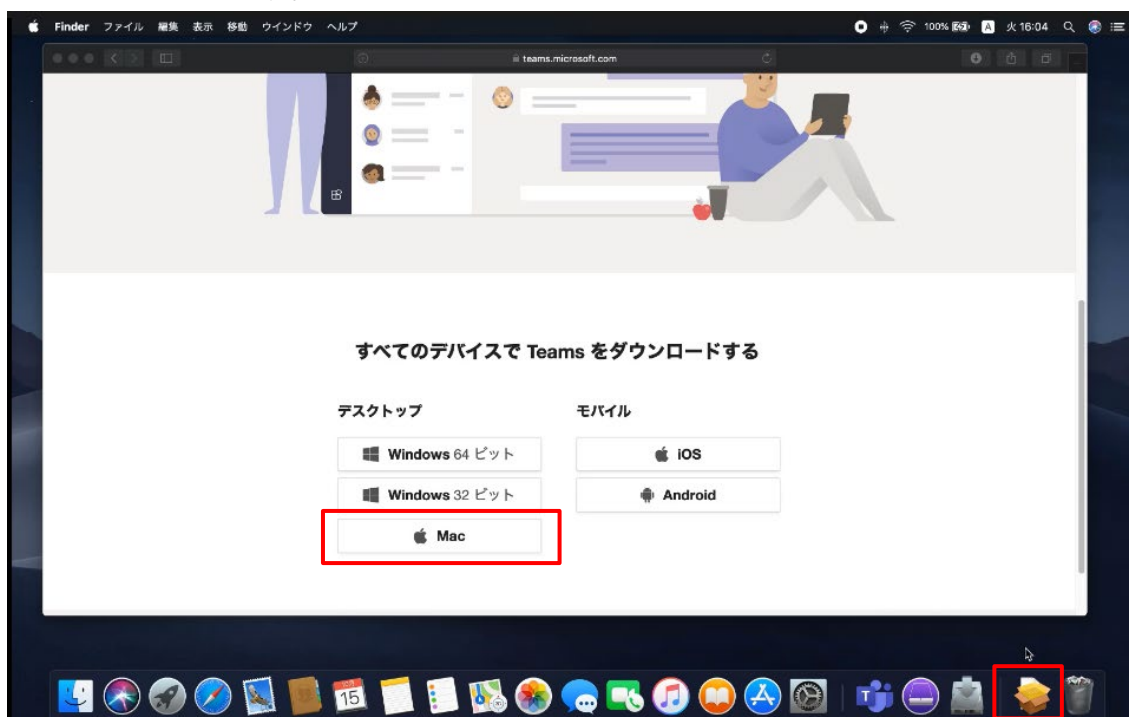 Finder ファイル 編集 表示 移動 ウインドウ ヘルプ 100% A 火16:04
teams.microsoft.com
すべてのデバイスで Teams をダウンロードする
デスクトップ モバイル
Windows 64 ビット iOS
Windows 32 ビット Android
Mac
15
T